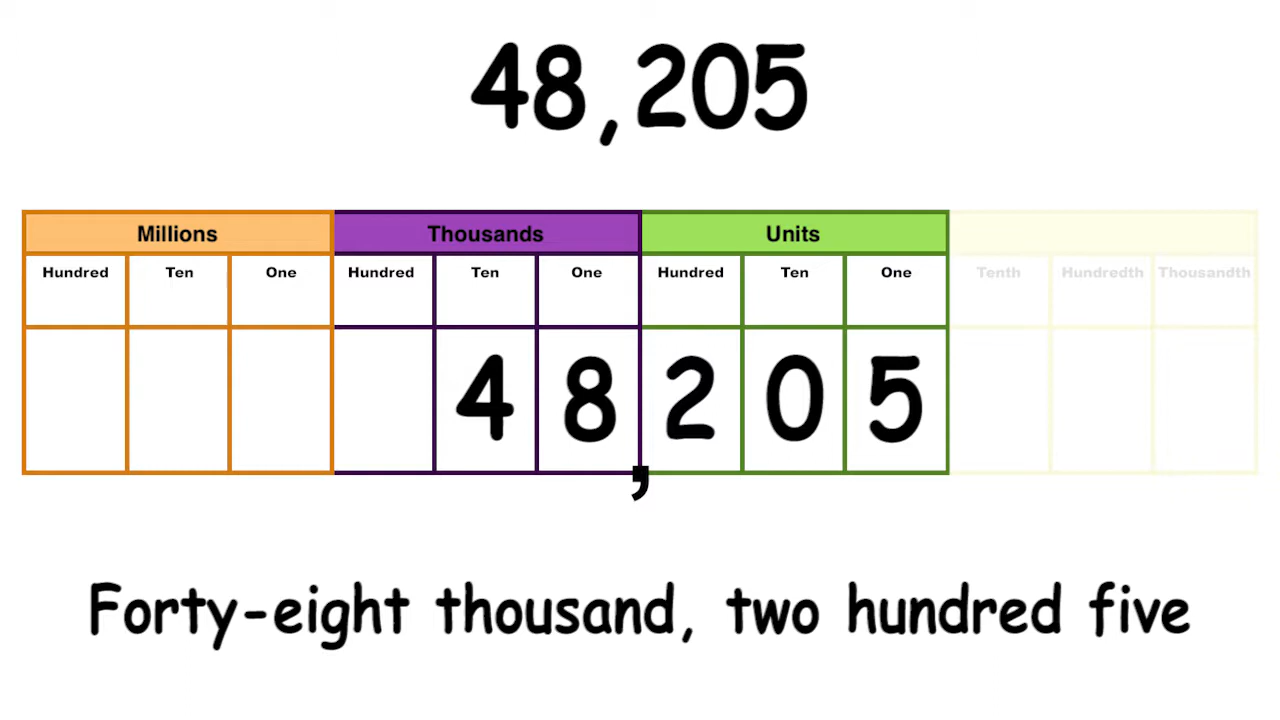 48,205
Millions Thousands Units
Hundred Ten One Hundred Ten One Hundred Ten One Tenth Hundredth Thousandth
4 8 , 2 0 5
Forty-eight thousand, two hundred five